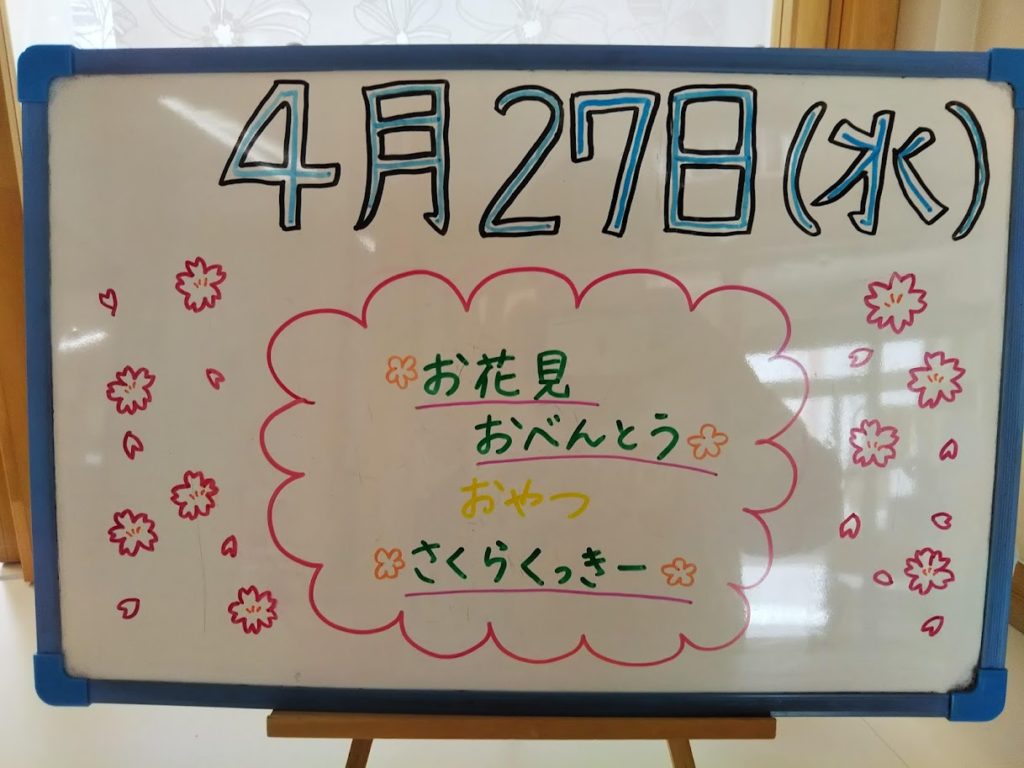 4月27日(水)
お花見
おべんとう
おやつ
さくらくっきー